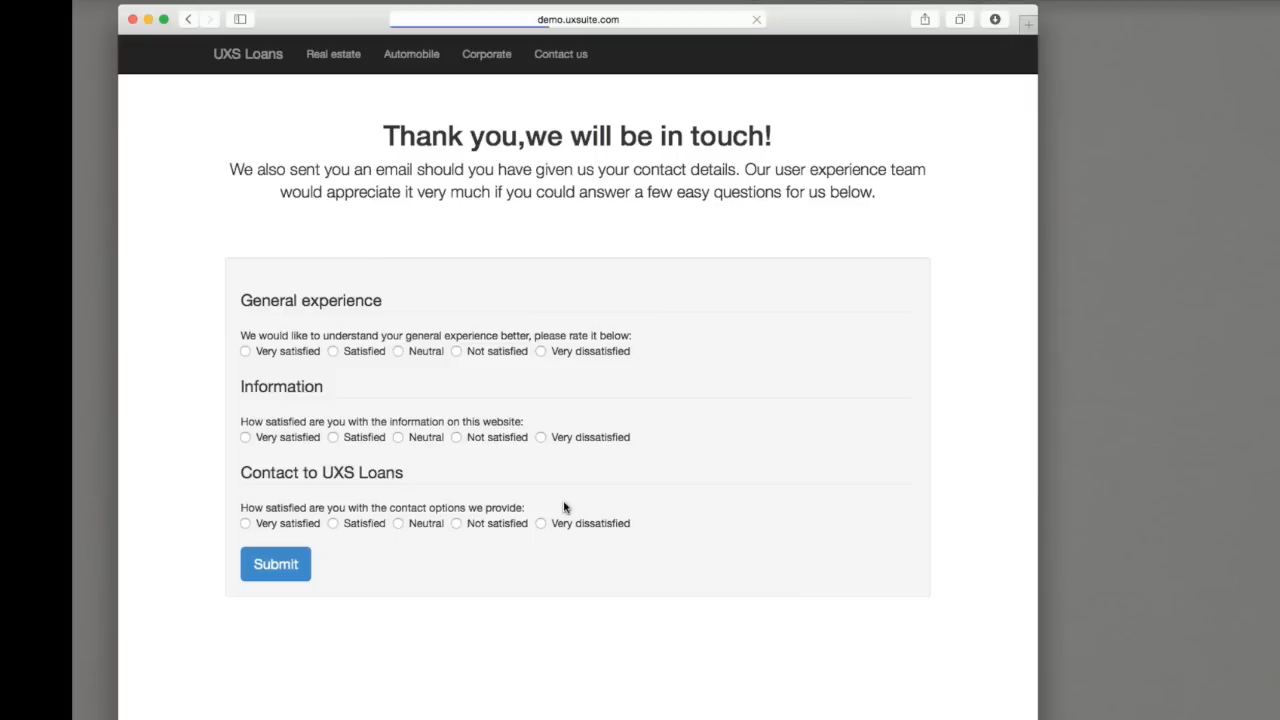 demo.uxsuite.com
UXS Loans Real estate Automobile Corporate Contact us
Thank you,we will be in touch!
We also sent you an email should you have given us your contact details. Our user experience team
would appreciate it very much if you could answer a few easy questions for us below.
General experience
We would like to understand your general experience better, please rate it below:
Very satisfied Satisfied Neutral Not satisfied Very dissatisfied
Information
How satisfied are you with the information on this website:
Very satisfied Satisfied Neutral Not satisfied Very dissatisfied
Contact to UXS Loans
How satisfied are you with the contact options we provide:
Very satisfied Satisfied Neutral Not satisfied Very dissatisfied
Submit